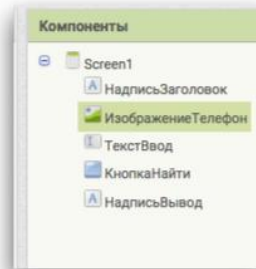 Компоненты
Screen1
НадписьЗаголовок
ИзображениеТелефон
ТекстВвод
КнопкаНайти
НадписьВывод